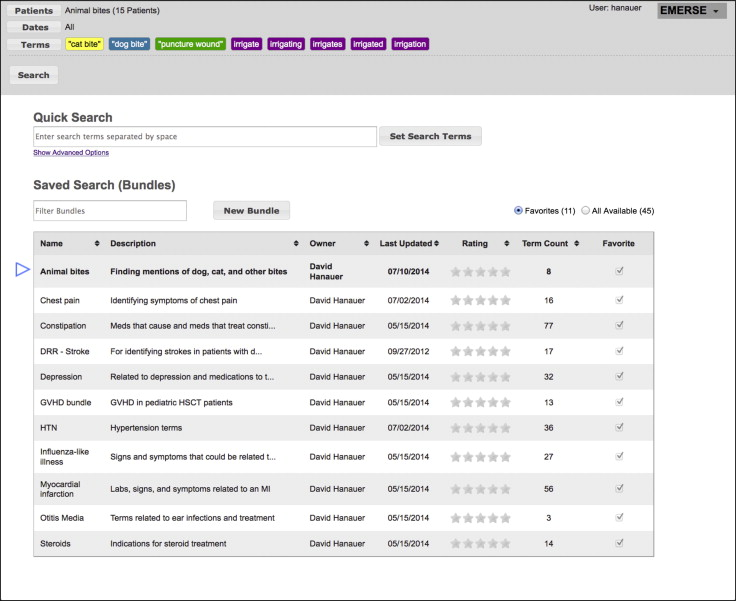 Patients Animal bites (15 Patients) User: hanauer EMERSE
Dates All
Terms "cat bite" "dog bite" "puncture wound" irrigate irrigating irrigates irrigated irrigation
Search
Quick Search
Enter search terms separated by space Set Search Terms
Show Advanced Options
Saved Search (Bundles)
Filter Bundles New Bundle Favorites (11) All Available (45)
Name Description Owner Last Updated Rating Term Count Favorite
Animal bites Finding mentions of dog, cat, and other bites David Hanauer 07/10/2014 8
Chest pain Identifying symptoms of chest pain David Hanauer 07/02/2014 16
Constipation Meds that cause and meds that treat consti... David Hanauer 05/15/2014 77
DRR - Stroke For identifying strokes in patients with d... David Hanauer 09/27/2012 17
Depression Related to depression and medications to t... David Hanauer 05/15/2014 32
GVHD bundle GVHD in pediatric HSCT patients David Hanauer 05/15/2014 13
HTN Hypertension terms David Hanauer 07/02/2014 36
Influenza-like illness Signs and symptoms that could be related t... David Hanauer 05/15/2014 27
Myocardial infarction Labs, signs, and symptoms related to an MI David Hanauer 05/15/2014 56
Otitis Media Terms related to ear infections and treatment David Hanauer 05/15/2014 3
Steroids Indications for steroid treatment David Hanauer 05/15/2014 14